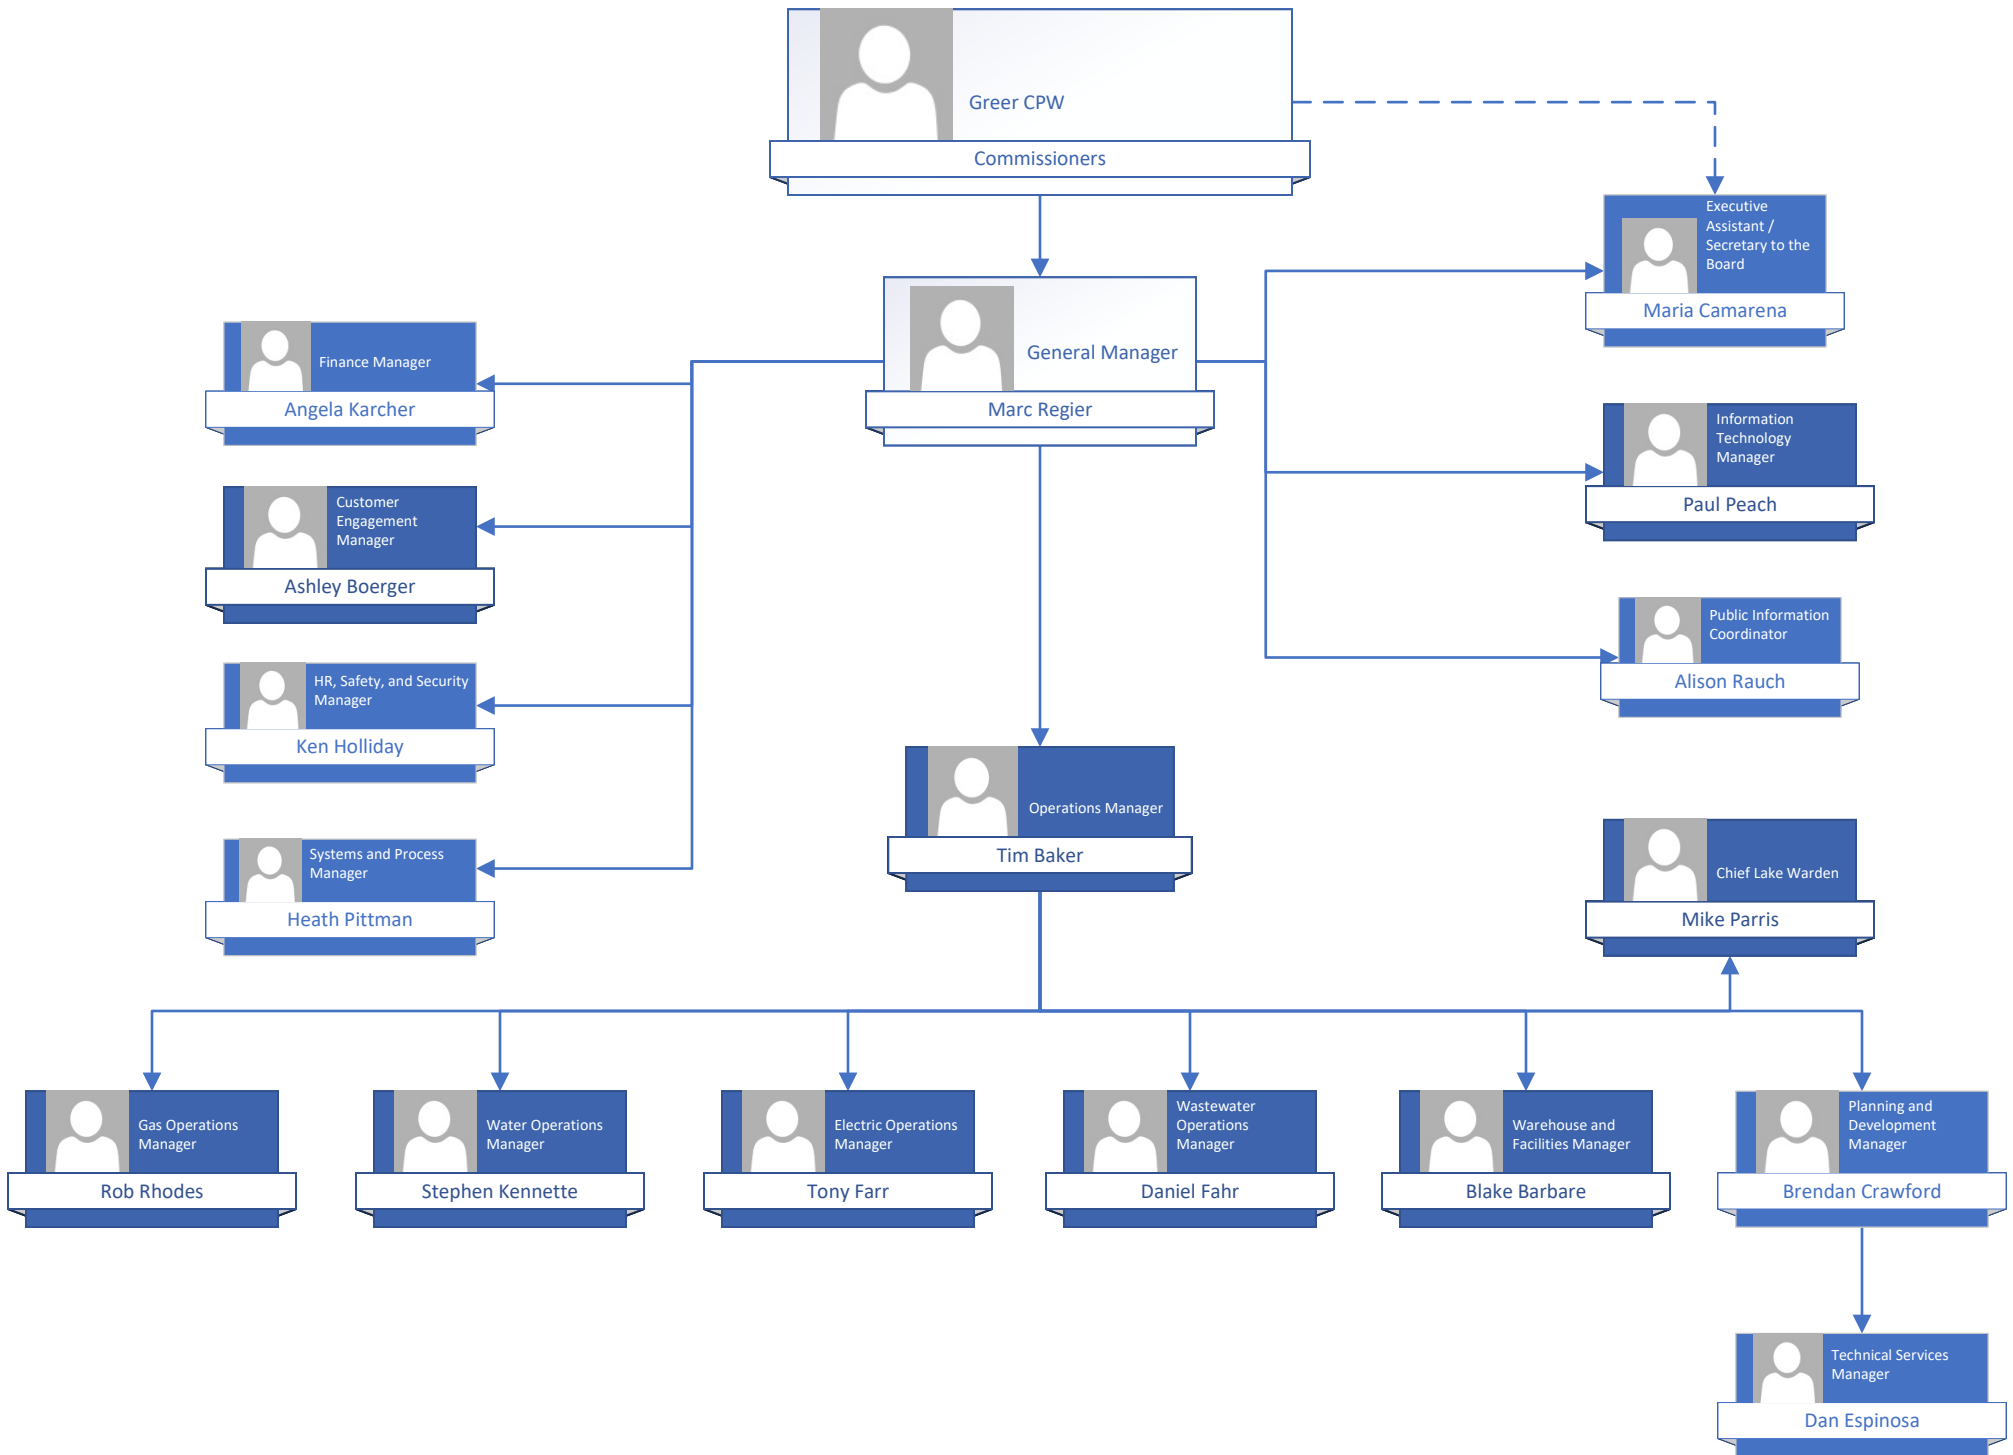 Greer CPW
Commissioners
Executive
Assistant /
Secretary to the
Board
Maria Camarena
General Manager
Marc Regier
Finance Manager
Angela Karcher
Information
Technology
Manager
Paul Peach
Customer
Engagement
Manager
Ashley Boerger
Public Information
Coordinator
Alison Rauch
HR, Safety, and Security
Manager
Ken Holliday
Operations Manager
Tim Baker
Systems and Process
Manager
Heath Pittman
Chief Lake Warden
Mike Parris
Gas Operations
Manager
Rob Rhodes
Water Operations
Manager
Stephen Kennette
Electric Operations
Manager
Tony Farr
Wastewater
Operations
Manager
Daniel Fahr
Warehouse and
Facilities Manager
Blake Barbare
Planning and
Development
Manager
Brendan Crawford
Technical Services
Manager
Dan Espinosa